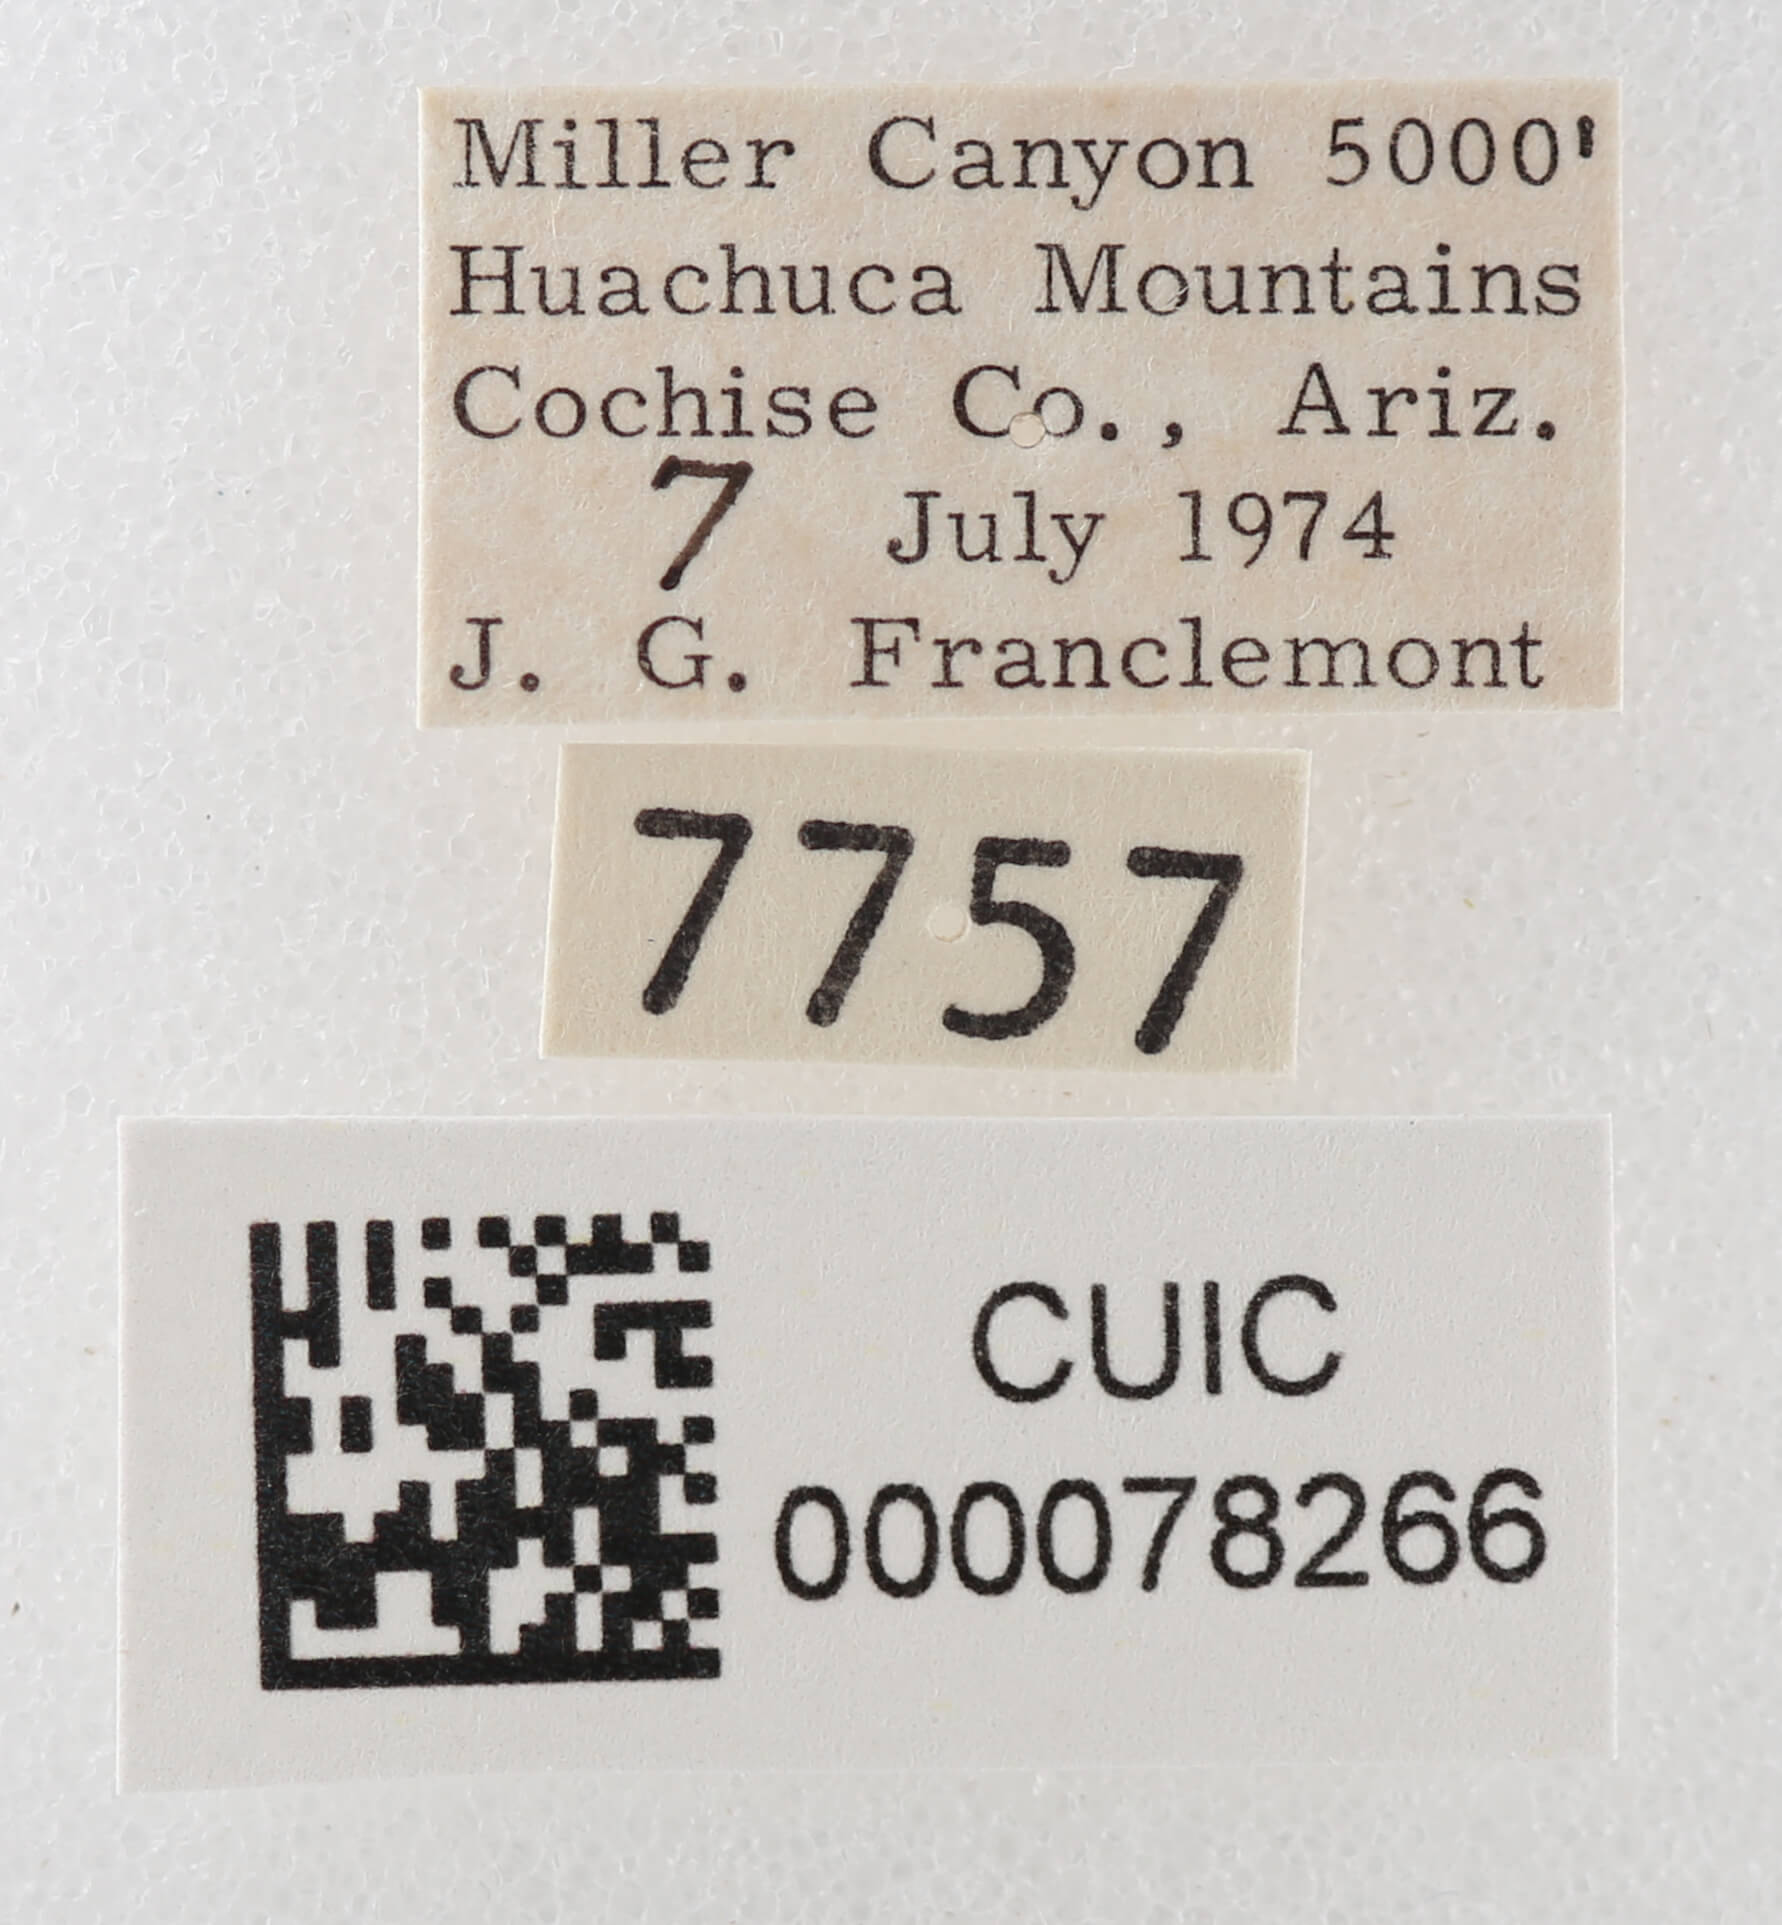 Miller Canyon 5000'
Huachuca Mountains
Cochise Co., Ariz.
7 July 1974
J. G. Franclemont
7757
CUIC
000078266